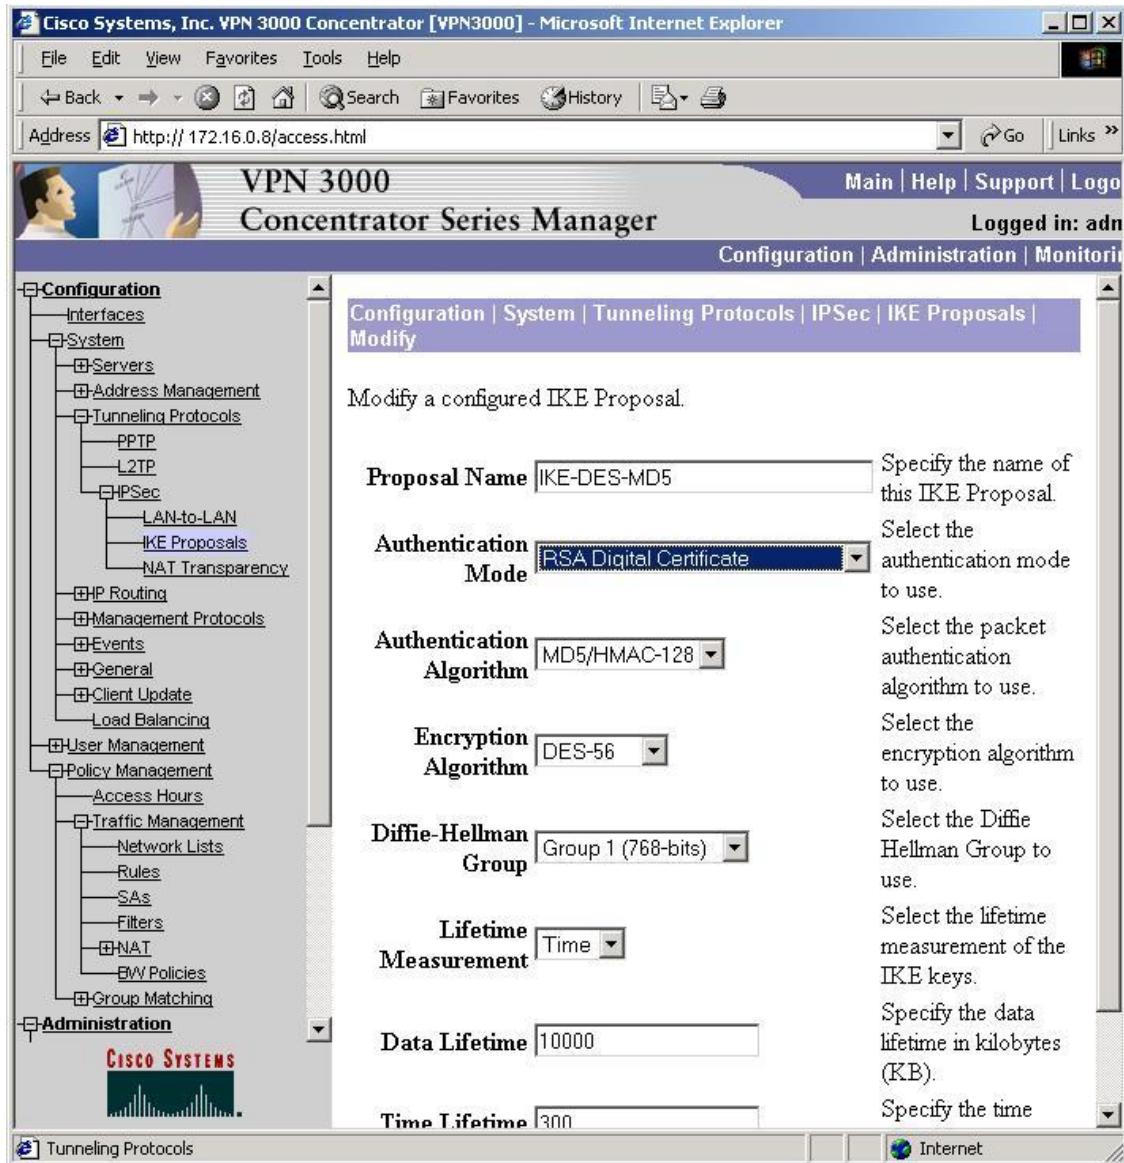 Cisco Systems, Inc. VPN 3000 Concentrator [VPN3000] - Microsoft Internet Explorer
File Edit View Favorites Tools Help
Back Search Favorites History
Address http:// 172.16.0.8/access.html Go Links »
VPN 3000
Concentrator Series Manager
Main | Help | Support | Logo
Logged in: adn
Configuration | Administration | Monitori
Configuration
Interfaces
System
Servers
Address Management
Tunneling Protocols
PPTP
L2TP
IPSec
LAN-to-LAN
IKE Proposals
NAT Transparency
IP Routing
Management Protocols
Events
General
Client Update
Load Balancing
User Management
Policy Management
Access Hours
Traffic Management
Network Lists
Rules
SAs
Filters
NAT
BW Policies
Group Matching
Administration
CISCO SYSTEMS
Configuration | System | Tunneling Protocols | IPSec | IKE Proposals |
Modify
Modify a configured IKE Proposal.
Proposal Name IKE-DES-MD5
Specify the name of
this IKE Proposal.
Authentication
Mode
RSA Digital Certificate
Select the
authentication mode
to use.
Authentication
Algorithm
MD5/HMAC-128
Select the packet
authentication
algorithm to use.
Encryption
Algorithm
DES-56
Select the
encryption algorithm
to use.
Diffie-Hellman
Group
Group 1 (768-bits)
Select the Diffie
Hellman Group to
use.
Lifetime
Measurement
Time
Select the lifetime
measurement of the
IKE keys.
Data Lifetime 10000
Specify the data
lifetime in kilobytes
(KB).
Time Lifetime 300
Specify the time
Tunneling Protocols
Internet